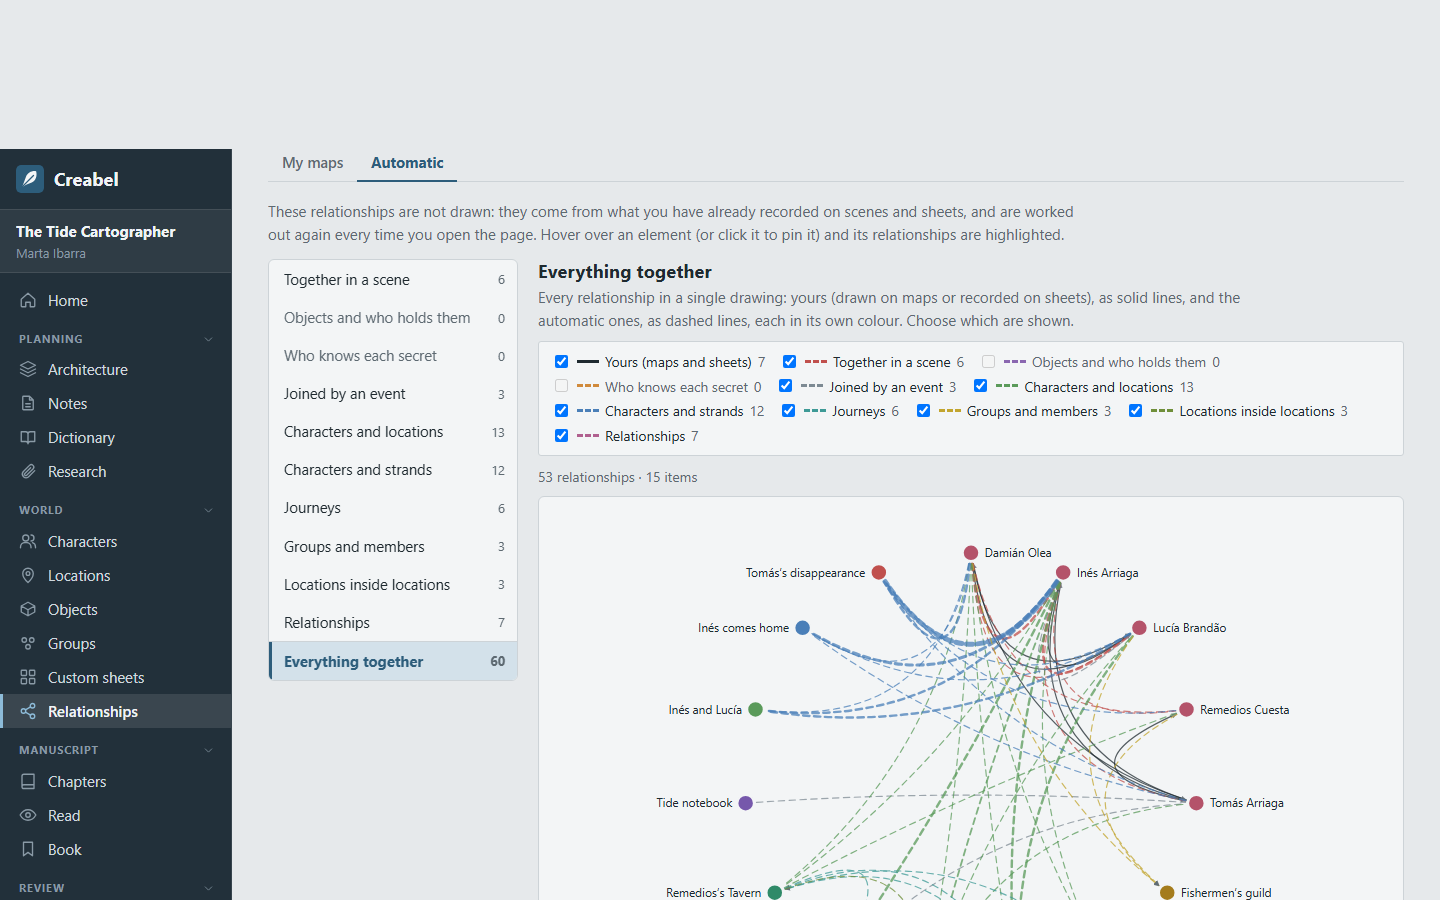 Creabel
The Tide Cartographer
Marta Ibarra
Home
PLANNING
Architecture
Notes
Dictionary
Research
WORLD
Characters
Locations
Objects
Groups
Custom sheets
Relationships
MANUSCRIPT
Chapters
Read
Book
REVIEW
My maps
Automatic
These relationships are not drawn: they come from what you have already recorded on scenes and sheets, and are worked
out again every time you open the page. Hover over an element (or click it to pin it) and its relationships are highlighted.
Together in a scene 6
Objects and who holds them 0
Who knows each secret 0
Joined by an event 3
Characters and locations 13
Characters and strands 12
Journeys 6
Groups and members 3
Locations inside locations 3
Relationships 7
Everything together 60
Everything together
Every relationship in a single drawing: yours (drawn on maps or recorded on sheets), as solid lines, and the
automatic ones, as dashed lines, each in its own colour. Choose which are shown.
Yours (maps and sheets) 7 Together in a scene 6 Objects and who holds them 0
Who knows each secret 0 Joined by an event 3 Characters and locations 13
Characters and strands 12 Journeys 6 Groups and members 3 Locations inside locations 3
Relationships 7
53 relationships · 15 items
Damián Olea
Tomás's disappearance
Inés Arriaga
Inés comes home
Lucía Brandão
Inés and Lucía
Remedios Cuesta
Tide notebook
Tomás Arriaga
Remedios's Tavern
Fishermen's guild